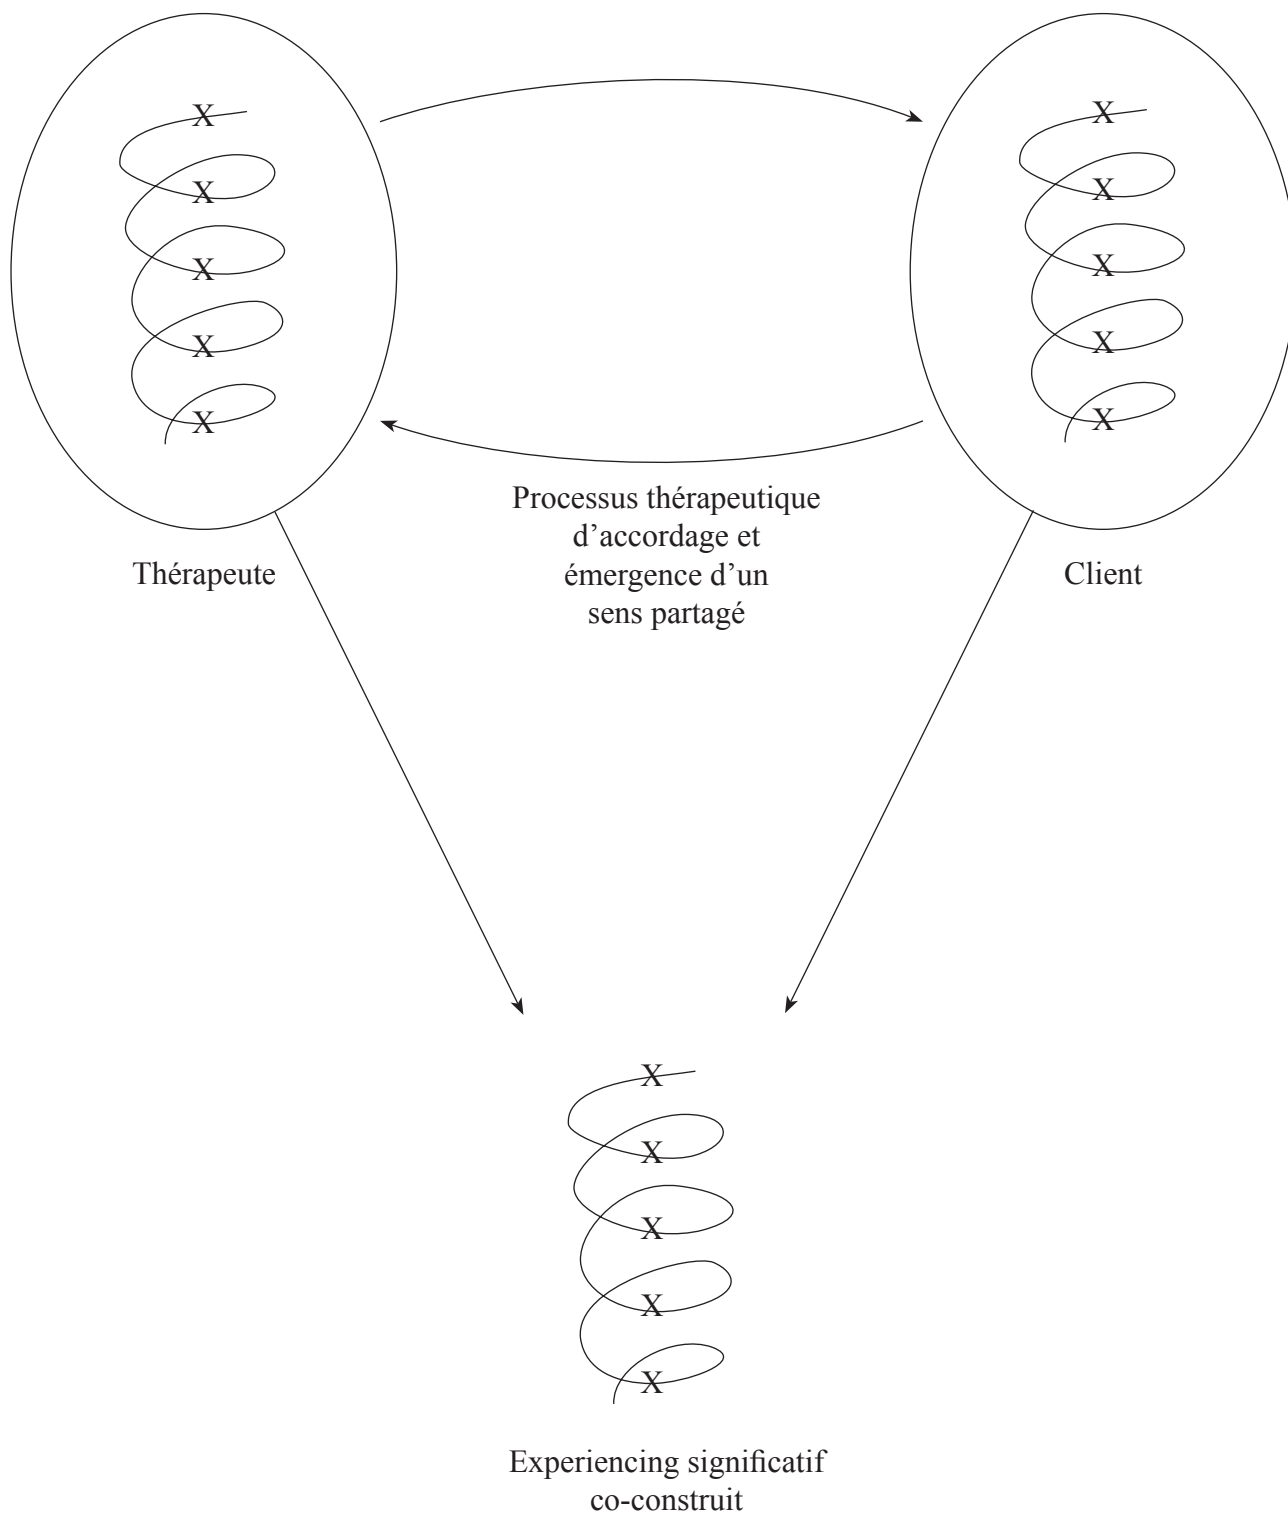 X
X
X
X
X
X
X
X
X
X
Processus thérapeutique
d’accordage et
émergence d’un
sens partagé
Thérapeute
Client
X
X
X
X
X
Experiencing significatif
co-construit